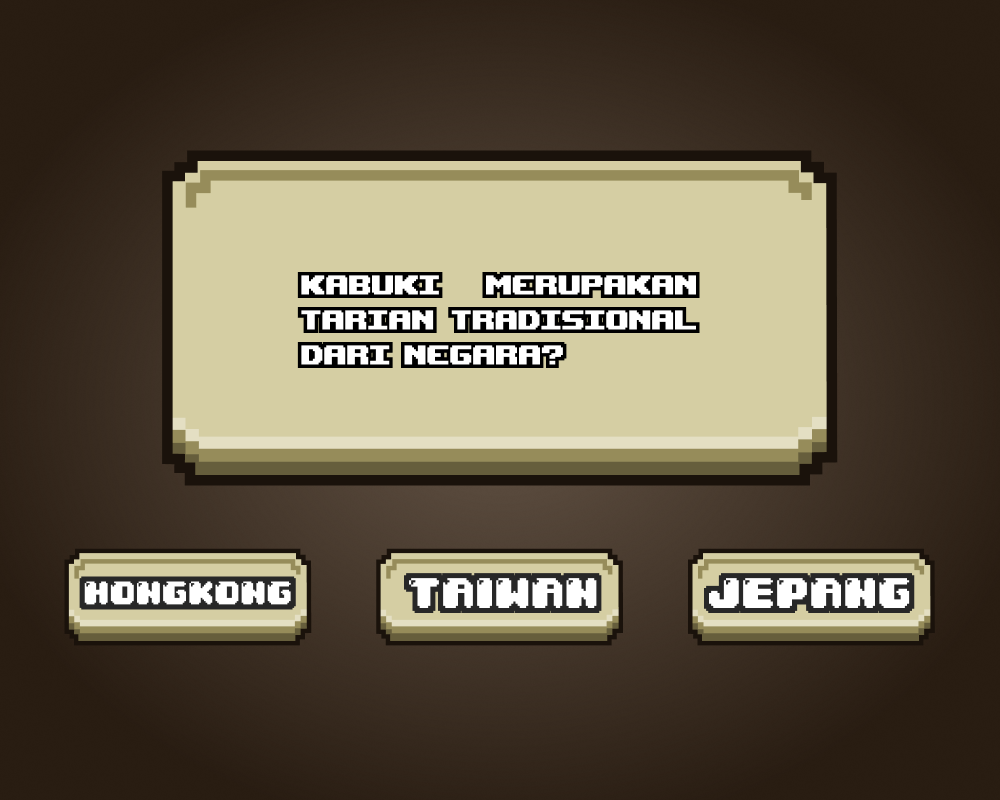 KABUKI MERUPAKAN
TARIAN TRADISIONAL
DARI NEGARA?
HONGKONG
TAIWAN
JEPANG